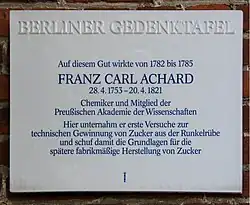 BERLINER GEDENKTAFEL
Auf diesem Gut wirkte von 1782 bis 1785
FRANZ CARL ACHARD
28. 4. 1753 – 20. 4. 1821
Chemiker und Mitglied der
Preußischen Akademie der Wissenschaften
Hier unternahm er erste Versuche zur
technischen Gewinnung von Zucker aus der Runkelrübe
und schuf damit die Grundlagen für die
spätere fabrikmäßige Herstellung von Zucker